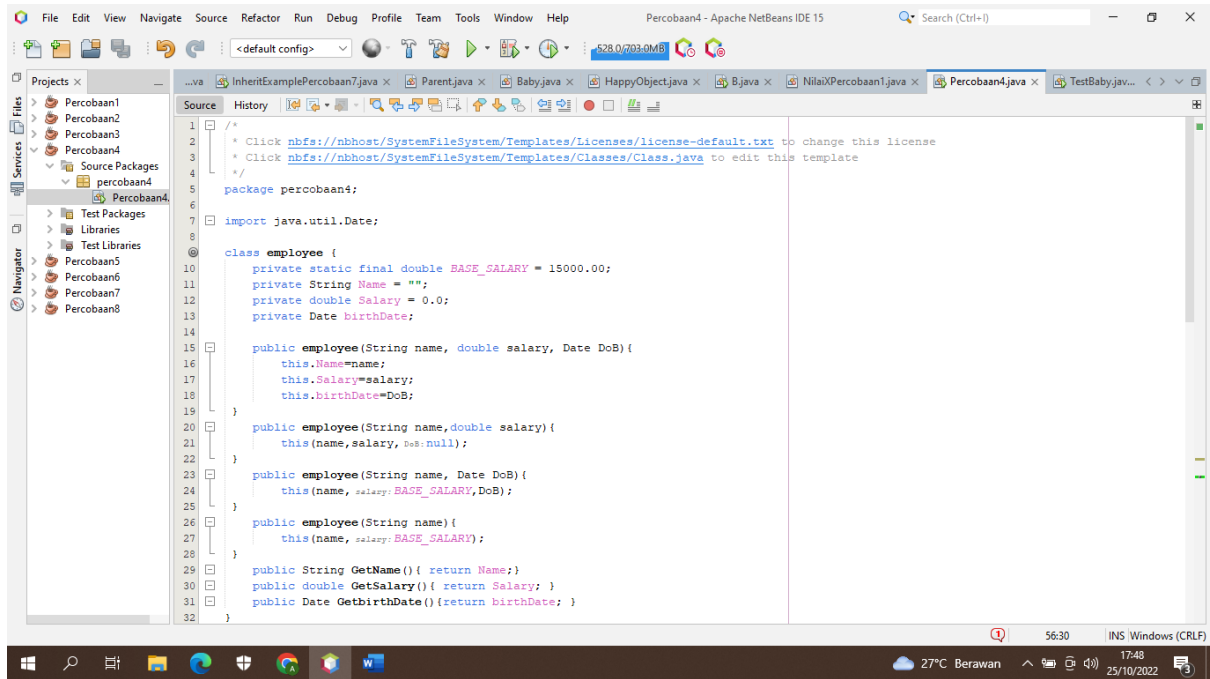 File Edit View Navigate Source Refactor Run Debug Profile Team Tools Window Help Percobaan4 - Apache NetBeans IDE 15 Search (Ctrl+I)
<default config> 528.0/703.0MB
Projects × ...va InheritExamplePercobaan7.java × Parent.java × Baby.java × HappyObject.java × B.java × NilaiXPercobaan1.java × Percobaan4.java × TestBaby.jav...
Files
Services
Navigator
Percobaan1
Percobaan2
Percobaan3
Percobaan4
Source Packages
percobaan4
Percobaan4.
Test Packages
Libraries
Test Libraries
Percobaan5
Percobaan6
Percobaan7
Percobaan8
Source History
1 /*
2 * Click nbfs://nbhost/SystemFileSystem/Templates/Licenses/license-default.txt to change this license
3 * Click nbfs://nbhost/SystemFileSystem/Templates/Classes/Class.java to edit this template
4 */
5 package percobaan4;
6
7 import java.util.Date;
8
class employee {
10 private static final double BASE_SALARY = 15000.00;
11 private String Name = "";
12 private double Salary = 0.0;
13 private Date birthDate;
14
15 public employee(String name, double salary, Date DoB){
16 this.Name=name;
17 this.Salary=salary;
18 this.birthDate=DoB;
19 }
20 public employee(String name,double salary){
21 this(name,salary, DoB:null);
22 }
23 public employee(String name, Date DoB){
24 this(name, salary:BASE_SALARY,DoB);
25 }
26 public employee(String name){
27 this(name, salary:BASE_SALARY);
28 }
29 public String GetName(){ return Name;}
30 public double GetSalary(){ return Salary; }
31 public Date GetbirthDate(){return birthDate; }
32 }
1 56:30 INS Windows (CRLF)
27°C Berawan 17:48
25/10/2022 3